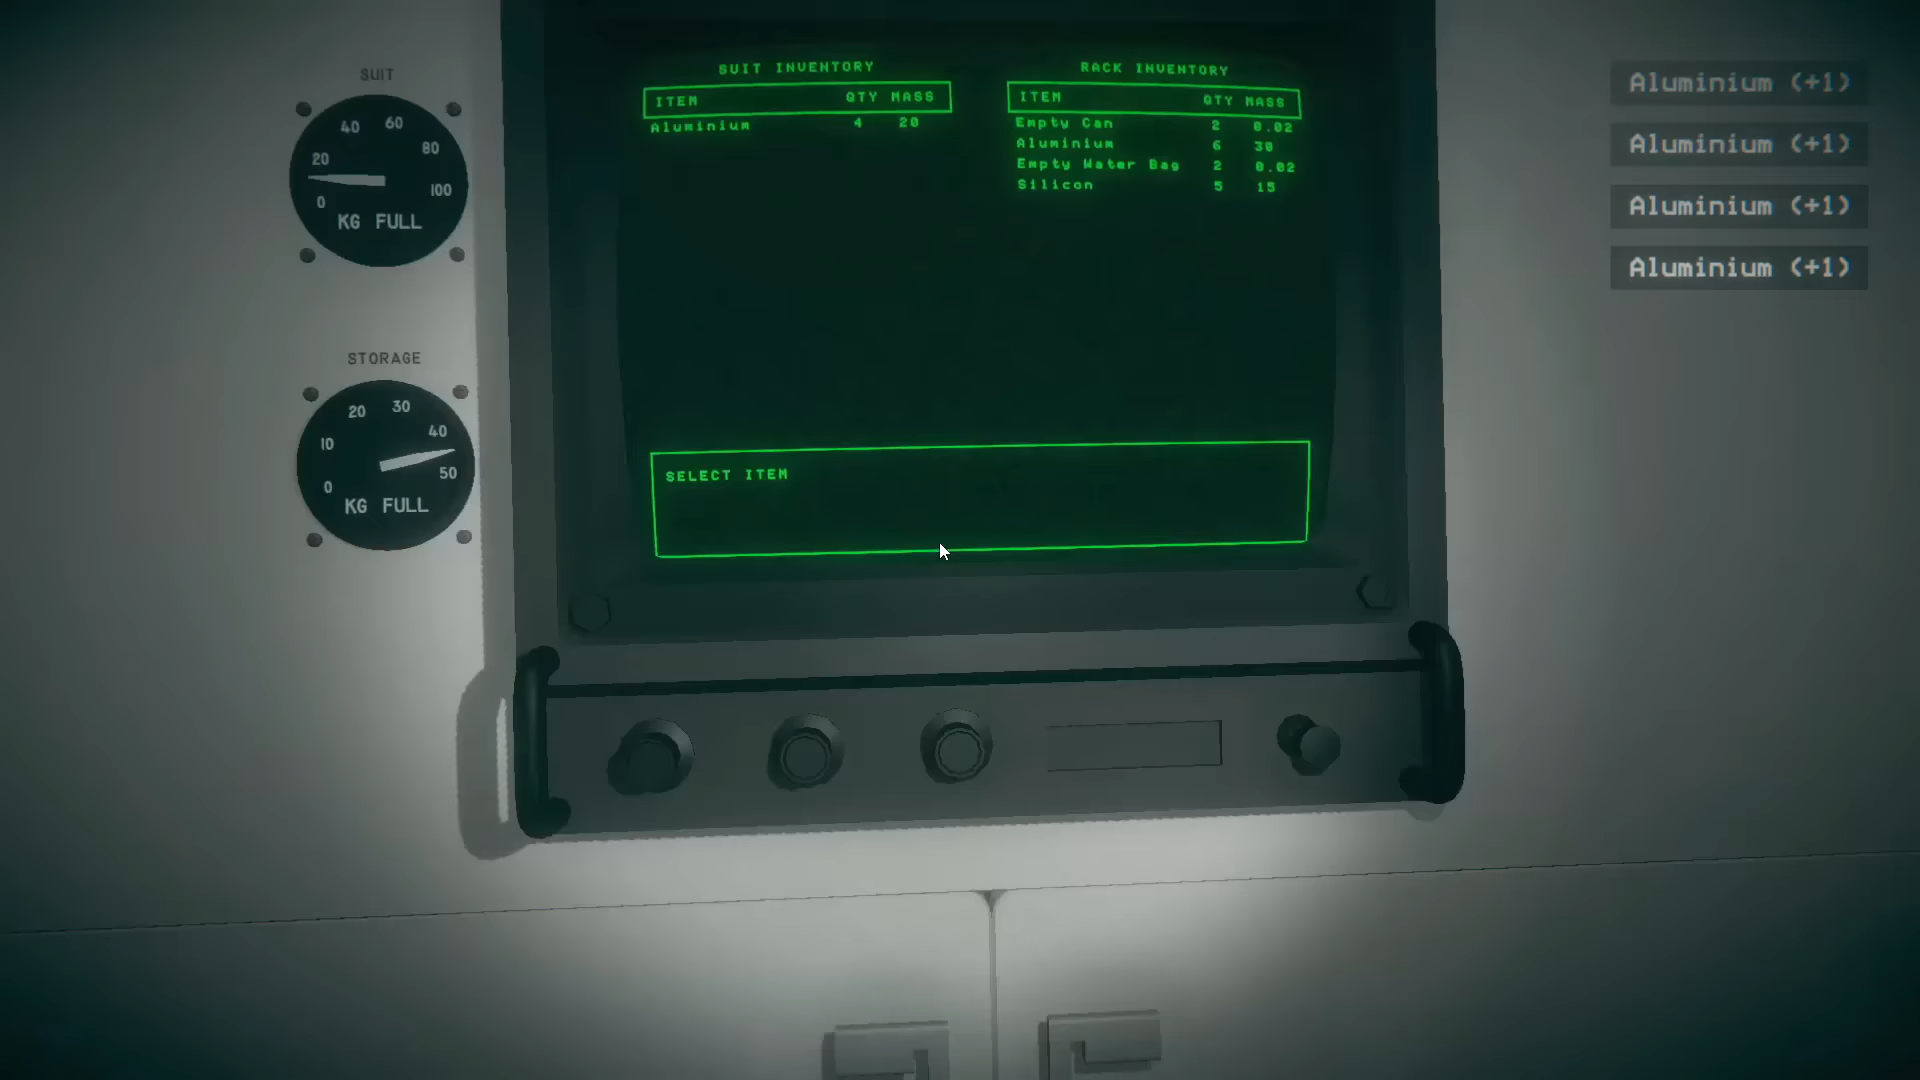 SUIT
0 20 40 60 80 100
KG FULL
STORAGE
0 10 20 30 40 50
KG FULL
SUIT INVENTORY
ITEM QTY MASS
Aluminium 4 20
RACK INVENTORY
ITEM QTY MASS
Empty Can 2 0.02
Aluminium 6 30
Empty Water Bag 2 0.02
Silicon 5 15
SELECT ITEM
Aluminium (+1)
Aluminium (+1)
Aluminium (+1)
Aluminium (+1)